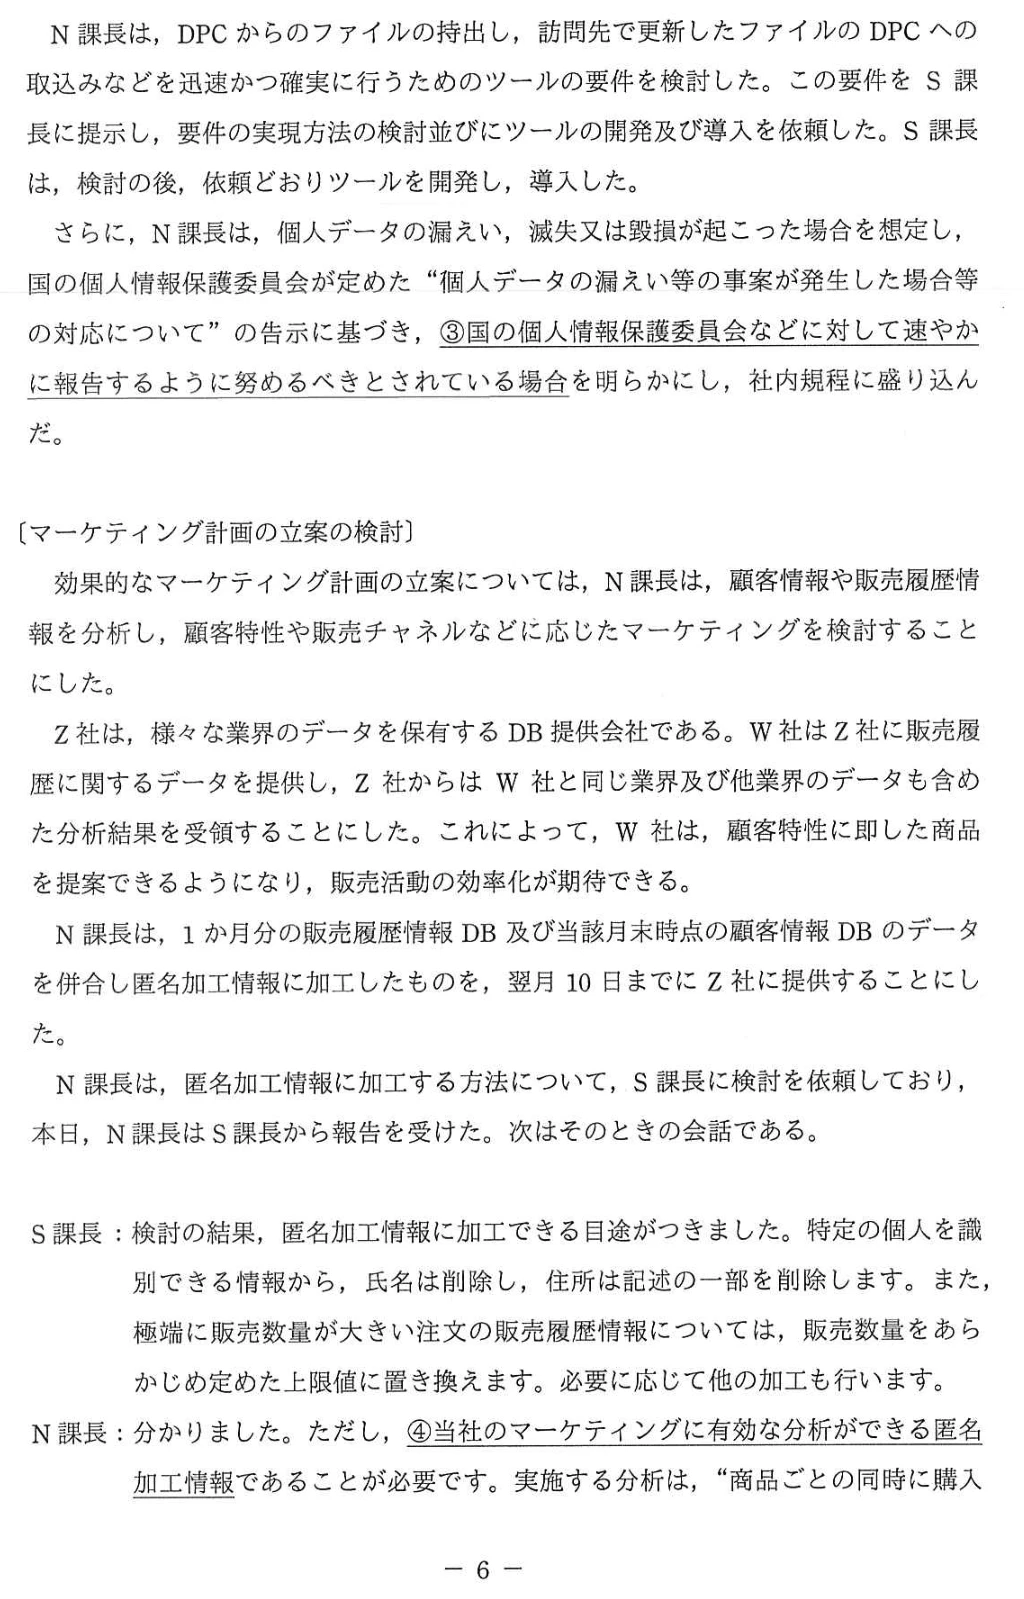 N 課長は，DPC からのファイルの持出し，訪問先で更新したファイルの DPC への
取込みなどを迅速かつ確実に行うためのツールの要件を検討した。この要件を S 課
長に提示し，要件の実現方法の検討並びにツールの開発及び導入を依頼した。S 課長
は，検討の後，依頼どおりツールを開発し，導入した。
さらに，N 課長は，個人データの漏えい，滅失又は毀損が起こった場合を想定し，
国の個人情報保護委員会が定めた“個人データの漏えい等の事案が発生した場合等
の対応について”の告示に基づき，③国の個人情報保護委員会などに対して速やか
に報告するように努めるべきとされている場合を明らかにし，社内規程に盛り込ん
だ。
〔マーケティング計画の立案の検討〕
効果的なマーケティング計画の立案については，N 課長は，顧客情報や販売履歴情
報を分析し，顧客特性や販売チャネルなどに応じたマーケティングを検討すること
にした。
Z 社は，様々な業界のデータを保有する DB 提供会社である。W 社は Z 社に販売履
歴に関するデータを提供し，Z 社からは W 社と同じ業界及び他業界のデータも含め
た分析結果を受領することにした。これによって，W 社は，顧客特性に即した商品
を提案できるようになり，販売活動の効率化が期待できる。
N 課長は，1 か月分の販売履歴情報 DB 及び当該月末時点の顧客情報 DB のデータ
を併合し匿名加工情報に加工したものを，翌月 10 日までに Z 社に提供することにし
た。
N 課長は，匿名加工情報に加工する方法について，S 課長に検討を依頼しており，
本日，N 課長は S 課長から報告を受けた。次はそのときの会話である。
S 課長：検討の結果，匿名加工情報に加工できる目途がつきました。特定の個人を識
別できる情報から，氏名は削除し，住所は記述の一部を削除します。また，
極端に販売数量が大きい注文の販売履歴情報については，販売数量をあら
かじめ定めた上限値に置き換えます。必要に応じて他の加工も行います。
N 課長：分かりました。ただし，④当社のマーケティングに有効な分析ができる匿名
加工情報であることが必要です。実施する分析は，“商品ごとの同時に購入
－ 6 －